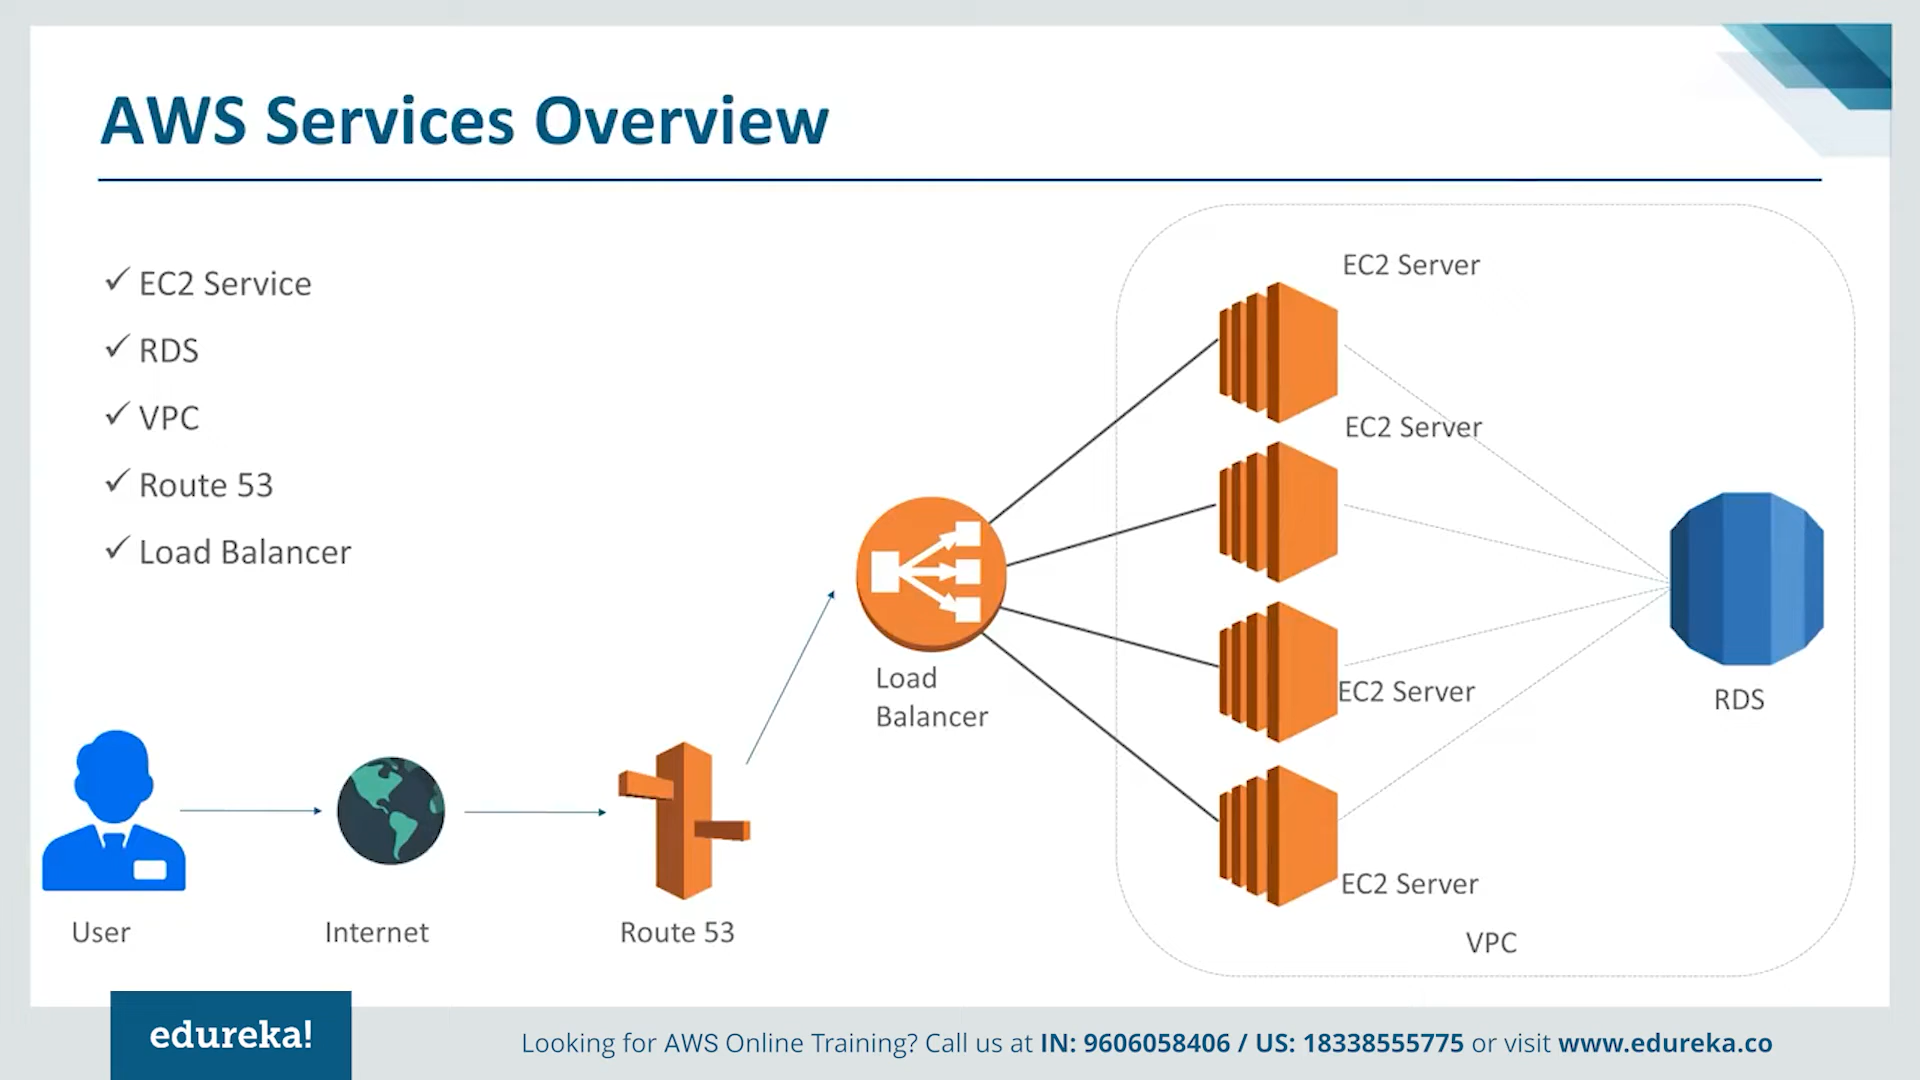 AWS Services Overview
✓ EC2 Service
✓ RDS
✓ VPC
✓ Route 53
✓ Load Balancer
EC2 Server
EC2 Server
EC2 Server
EC2 Server
Load
Balancer
RDS
VPC
User
Internet
Route 53
edureka!
Looking for AWS Online Training? Call us at IN: 9606058406 / US: 18338555775 or visit www.edureka.co